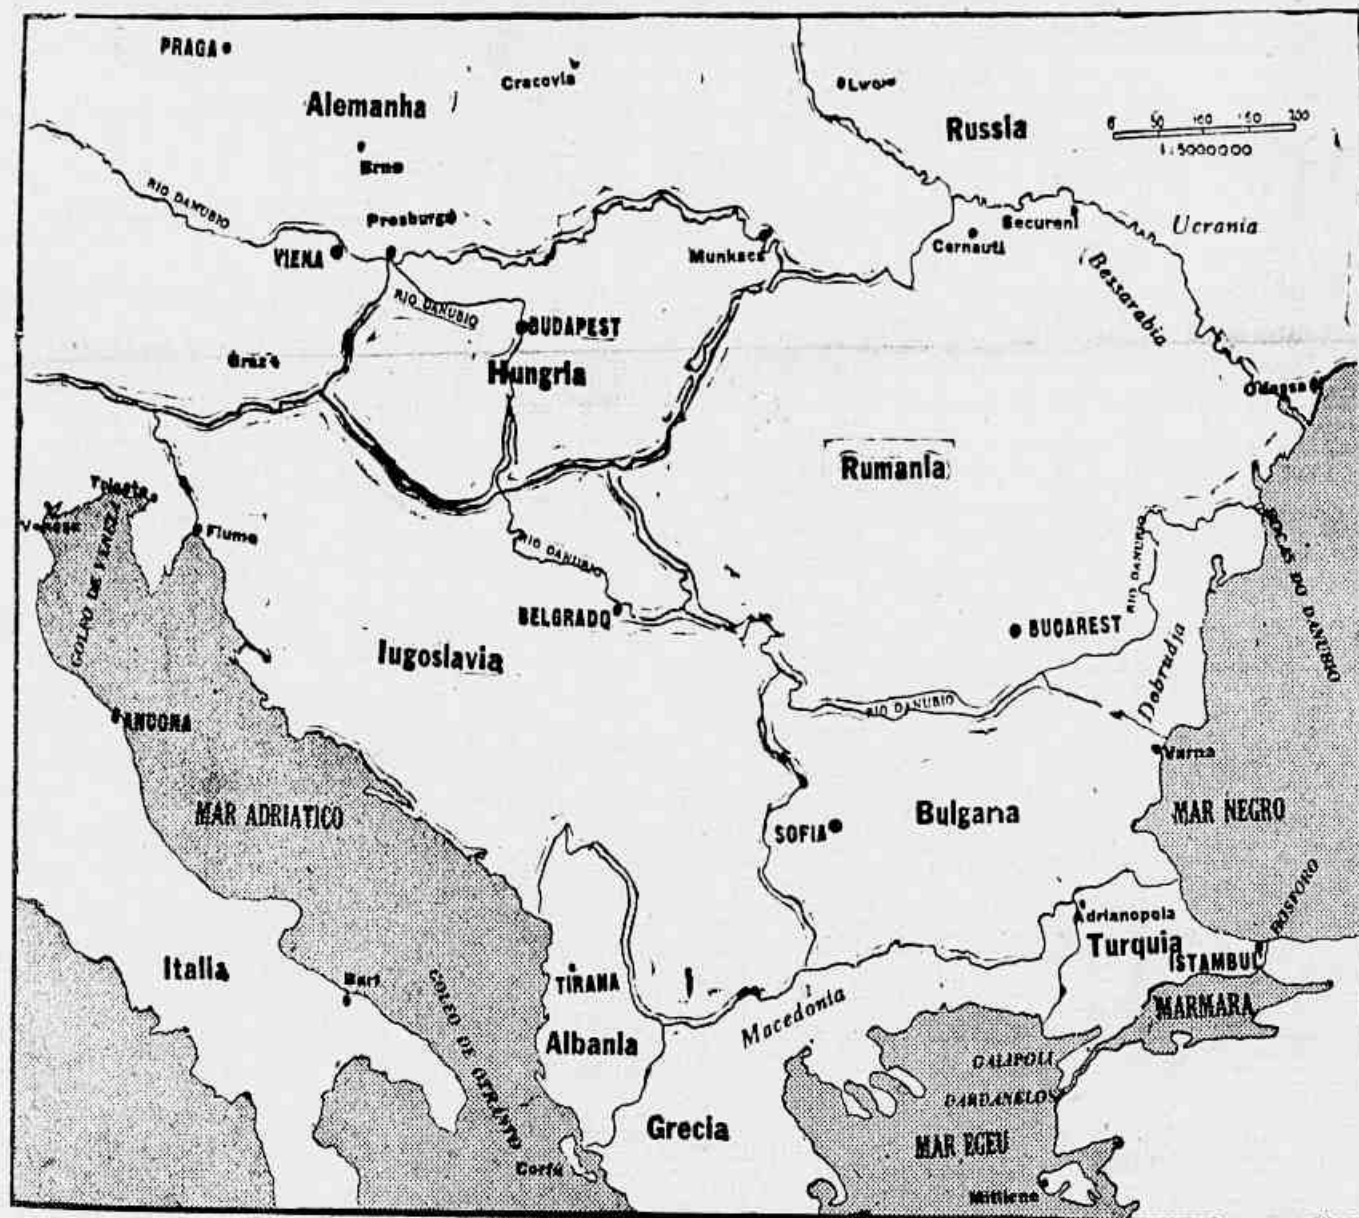 PRAGA
Cracovia
Lwow
Alemanha
Russia
0 50 100 150 200
1:5000000
Brno
RIO DANUBIO
Presburgo
Secureni
Ucrania
VIENA
Munkacs
Cernauti
Bessarabia
RIO DANUBIO
BUDAPEST
Graz
Hungria
Odessa
Rumania
Trieste
Veneza
Fiume
GOLFO DE VENEZA
RIO DANUBIO
RIO DANUBIO
BOCAS DO DANUBIO
BELGRADO
BUCAREST
Iugoslavia
Dobrudja
ANCONA
RIO DANUBIO
Varna
MAR ADRIATICO
Bulgaria
MAR NEGRO
SOFIA
BOSFORO
Adrianopola
Turquia
ISTAMBUL
Italia
TIRANA
Bari
GOLFO DE OTRANTO
Macedonia
MARMARA
Albania
GALIPOLI
DARDANELOS
Grecia
MAR EGEU
Corfu
Mitilene